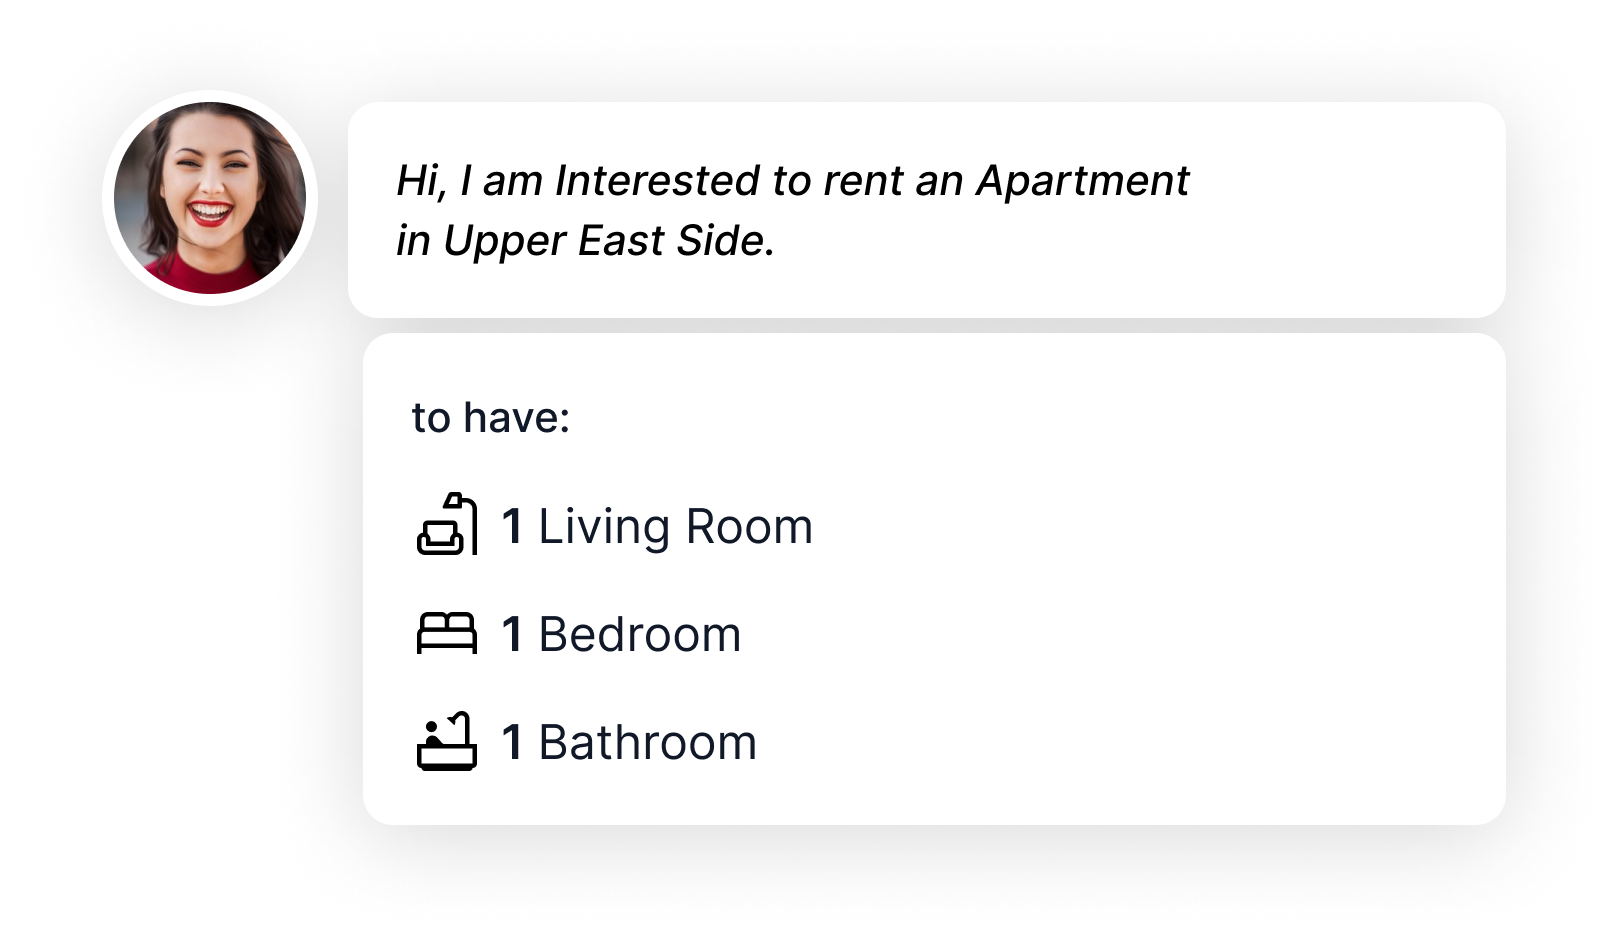 Hi, I am Interested to rent an Apartment
in Upper East Side.
to have:
1 Living Room
1 Bedroom
1 Bathroom